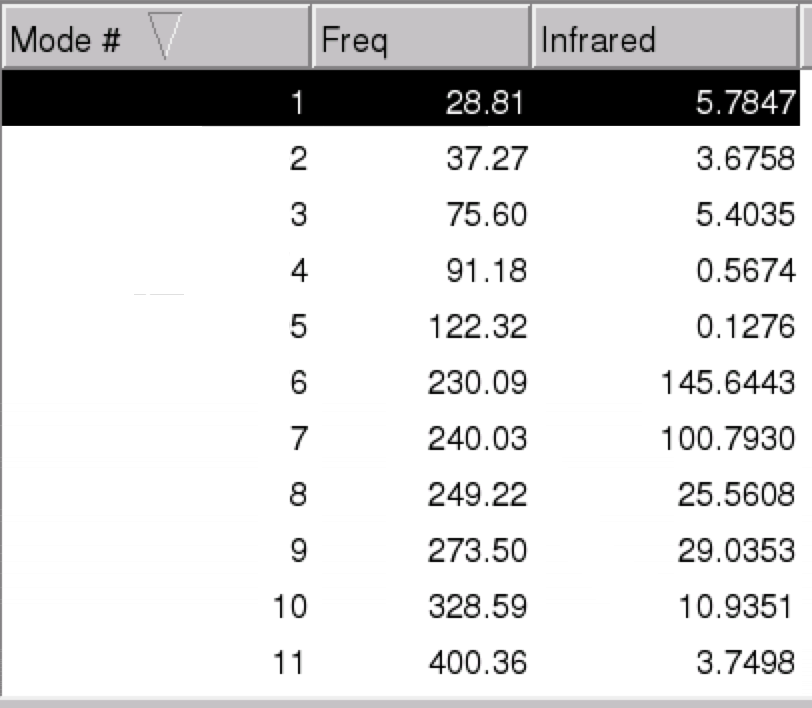 Mode # Freq Infrared
1 28.81 5.7847
2 37.27 3.6758
3 75.60 5.4035
4 91.18 0.5674
5 122.32 0.1276
6 230.09 145.6443
7 240.03 100.7930
8 249.22 25.5608
9 273.50 29.0353
10 328.59 10.9351
11 400.36 3.7498